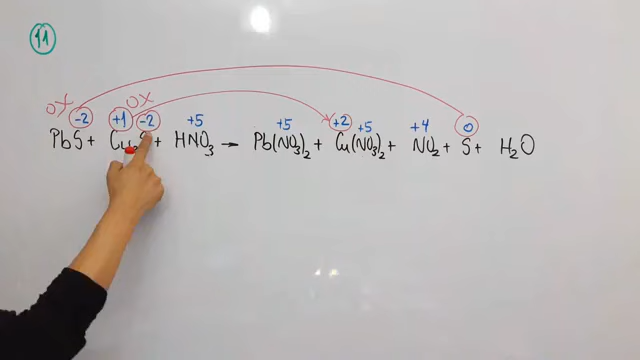 11
OX OX
-2 +1 -2 +5 +5 +2 +5 +4 0
PbS + Cu₂S + HNO₃ → Pb(NO₃)₂ + Cu(NO₃)₂ + NO₂ + S + H₂O